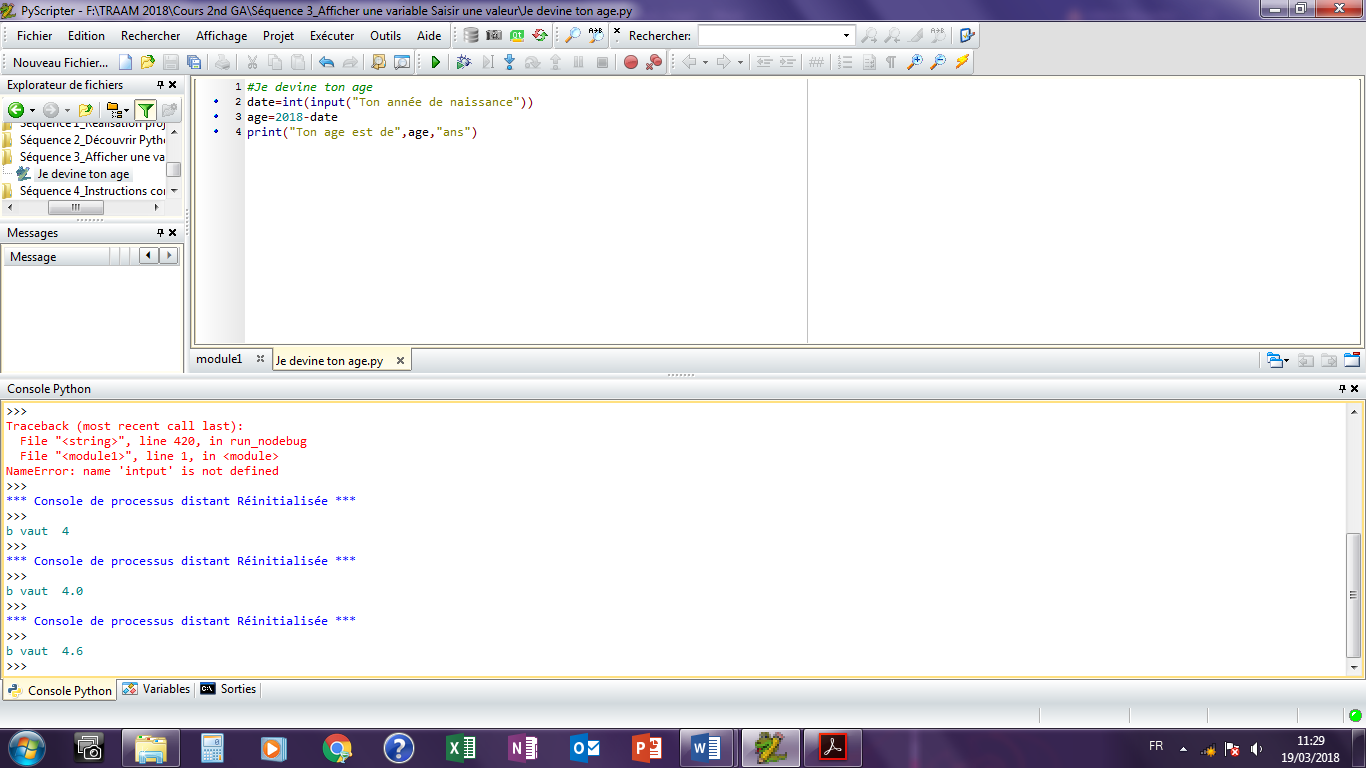 PyScripter - F:\TRAAM 2018\Cours 2nd GA\Séquence 3_Afficher une variable Saisir une valeur\Je devine ton age.py
Fichier Edition Rechercher Affichage Projet Exécuter Outils Aide Rechercher:
Nouveau Fichier...
Explorateur de fichiers
Séquence 1_Réalisation proj
Séquence 2_Découvrir Pytho
Séquence 3_Afficher une va
Je devine ton age
Séquence 4_Instructions cor
Messages
Message
1 #Je devine ton age
2 date=int(input("Ton année de naissance"))
3 age=2018-date
4 print("Ton age est de",age,"ans")
module1 Je devine ton age.py
Console Python
>>>
Traceback (most recent call last):
File "<string>", line 420, in run_nodebug
File "<module1>", line 1, in <module>
NameError: name 'intput' is not defined
>>>
*** Console de processus distant Réinitialisée ***
>>>
b vaut  4
>>>
*** Console de processus distant Réinitialisée ***
>>>
b vaut  4.0
>>>
*** Console de processus distant Réinitialisée ***
>>>
b vaut  4.6
>>>
Console Python Variables Sorties
FR
11:29
19/03/2018